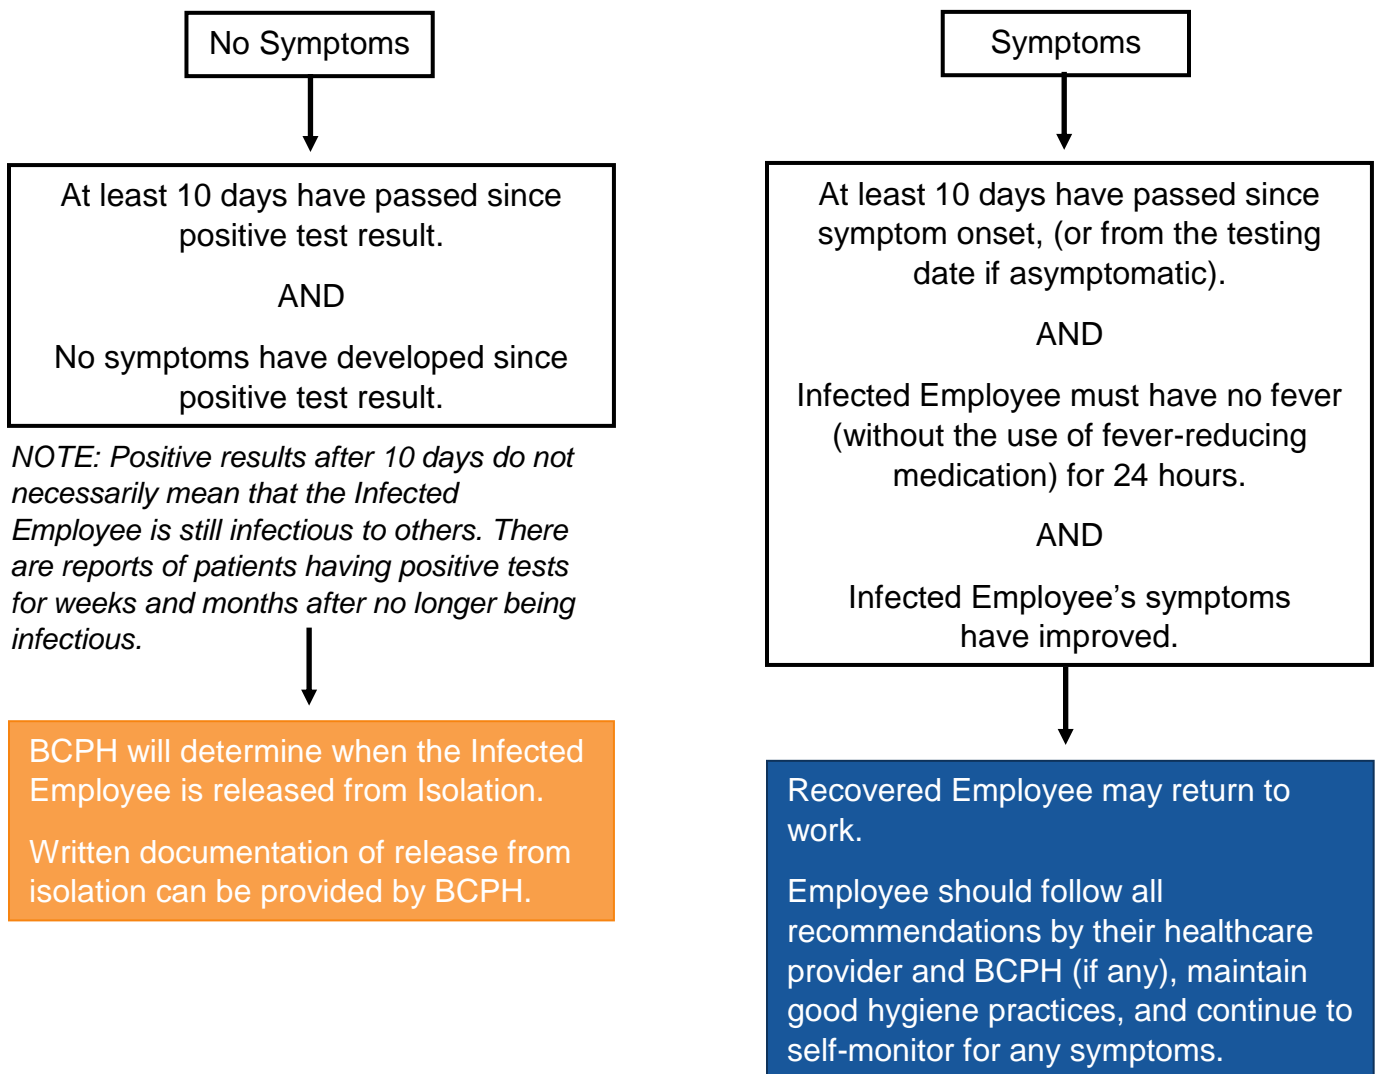 No Symptoms
At least 10 days have passed since
positive test result.
AND
No symptoms have developed since
positive test result.
NOTE: Positive results after 10 days do not
necessarily mean that the Infected
Employee is still infectious to others. There
are reports of patients having positive tests
for weeks and months after no longer being
infectious.
BCPH will determine when the Infected
Employee is released from Isolation.
Written documentation of release from
isolation can be provided by BCPH.
Symptoms
At least 10 days have passed since
symptom onset, (or from the testing
date if asymptomatic).
AND
Infected Employee must have no fever
(without the use of fever-reducing
medication) for 24 hours.
AND
Infected Employee’s symptoms
have improved.
Recovered Employee may return to
work.
Employee should follow all
recommendations by their healthcare
provider and BCPH (if any), maintain
good hygiene practices, and continue to
self-monitor for any symptoms.